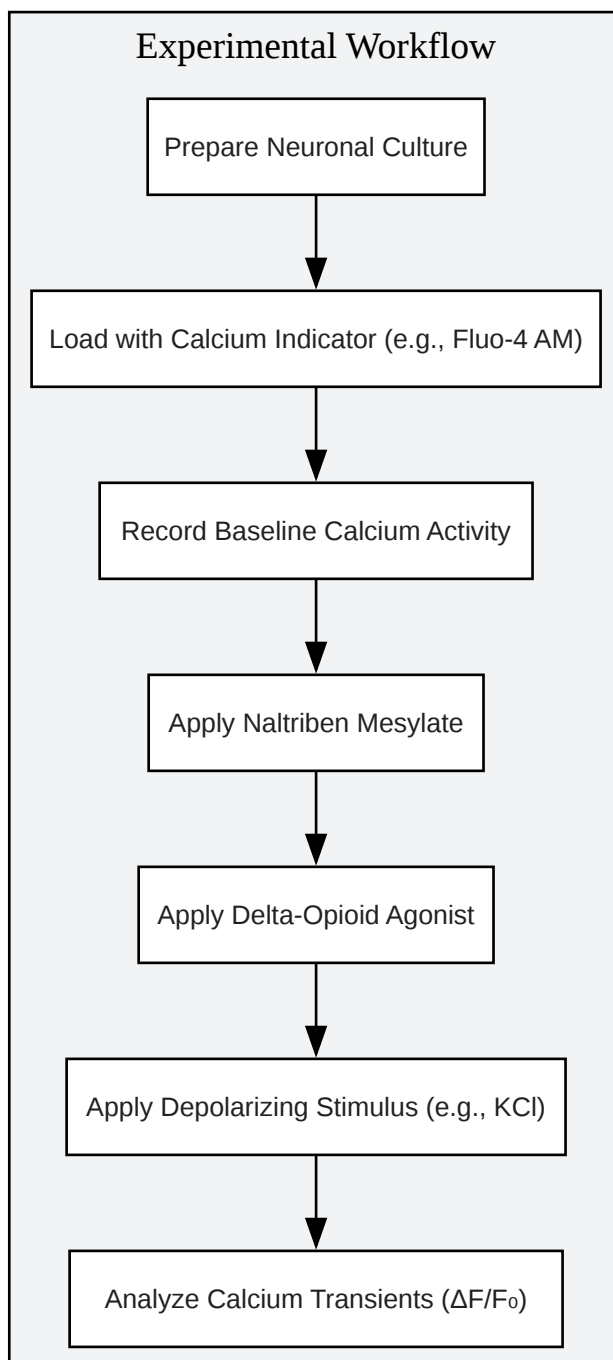 Experimental Workflow
Prepare Neuronal Culture
Load with Calcium Indicator (e.g., Fluo-4 AM)
Record Baseline Calcium Activity
Apply Naltriben Mesylate
Apply Delta-Opioid Agonist
Apply Depolarizing Stimulus (e.g., KCl)
Analyze Calcium Transients (ΔF/F₀)